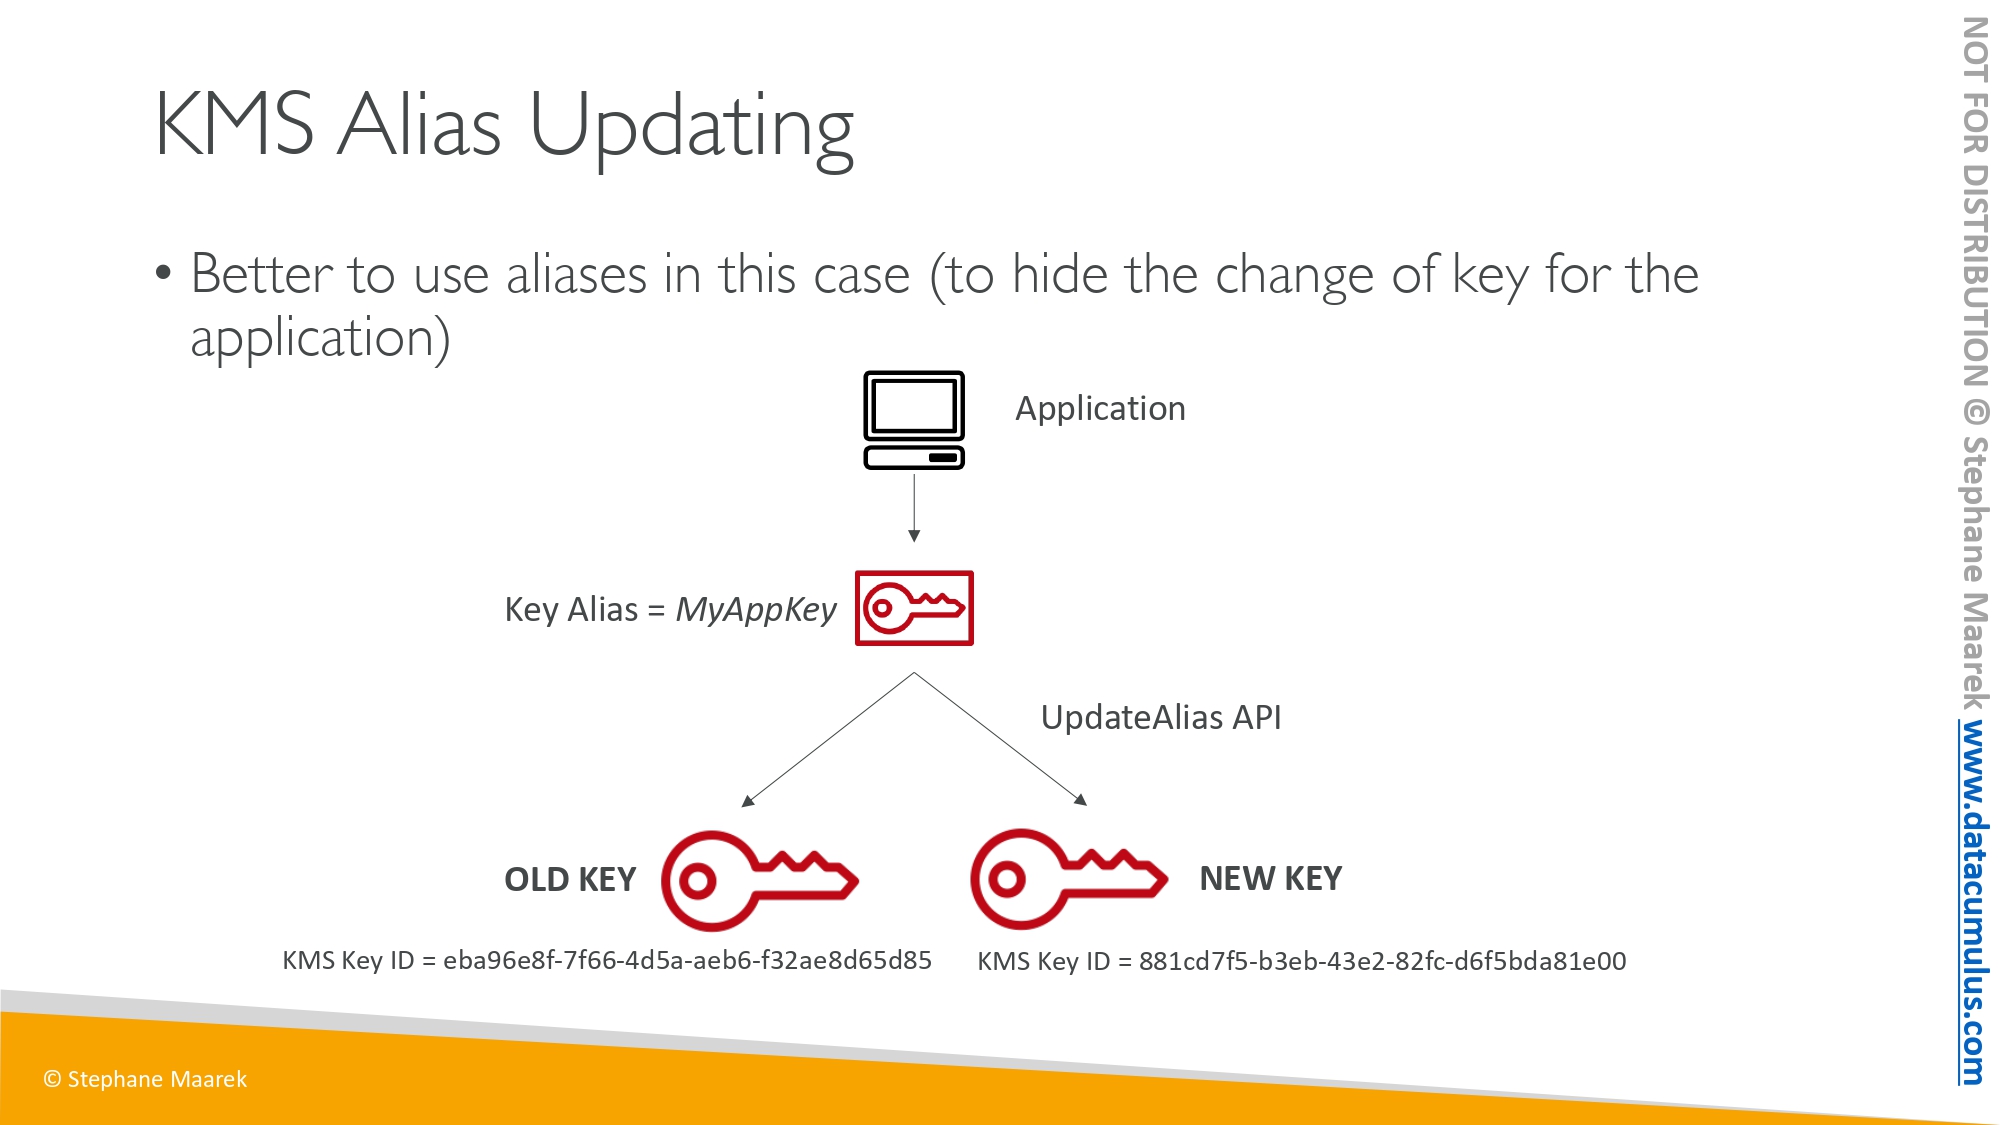 KMS Alias Updating
• Better to use aliases in this case (to hide the change of key for the
application)
Application
Key Alias = MyAppKey
UpdateAlias API
OLD KEY
NEW KEY
KMS Key ID = eba96e8f-7f66-4d5a-aeb6-f32ae8d65d85
KMS Key ID = 881cd7f5-b3eb-43e2-82fc-d6f5bda81e00
© Stephane Maarek
NOT FOR DISTRIBUTION © Stephane Maarek www.datacumulus.com